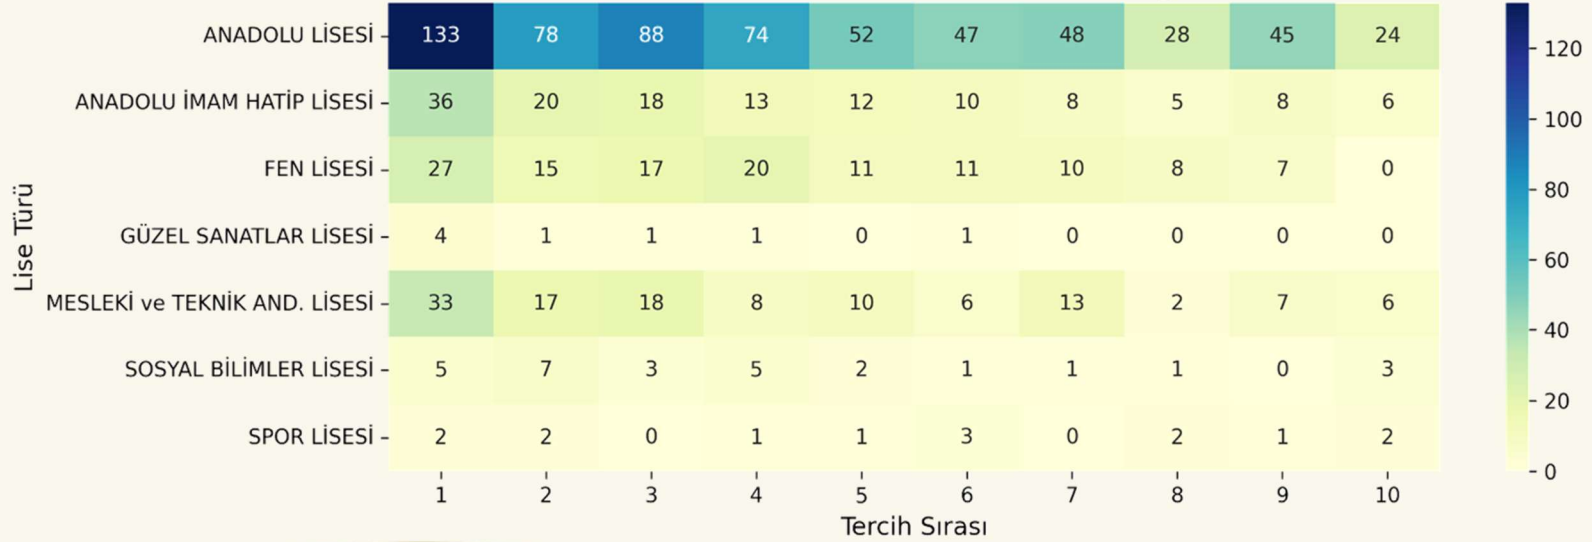 ANADOLU LİSESİ 133 78 88 74 52 47 48 28 45 24
ANADOLU İMAM HATİP LİSESİ 36 20 18 13 12 10 8 5 8 6
FEN LİSESİ 27 15 17 20 11 11 10 8 7 0
GÜZEL SANATLAR LİSESİ 4 1 1 1 0 1 0 0 0 0
MESLEKİ ve TEKNİK AND. LİSESİ 33 17 18 8 10 6 13 2 7 6
SOSYAL BİLİMLER LİSESİ 5 7 3 5 2 1 1 1 0 3
SPOR LİSESİ 2 2 0 1 1 3 0 2 1 2
1 2 3 4 5 6 7 8 9 10
Tercih Sırası
Lise Türü
120
100
80
60
40
20
0